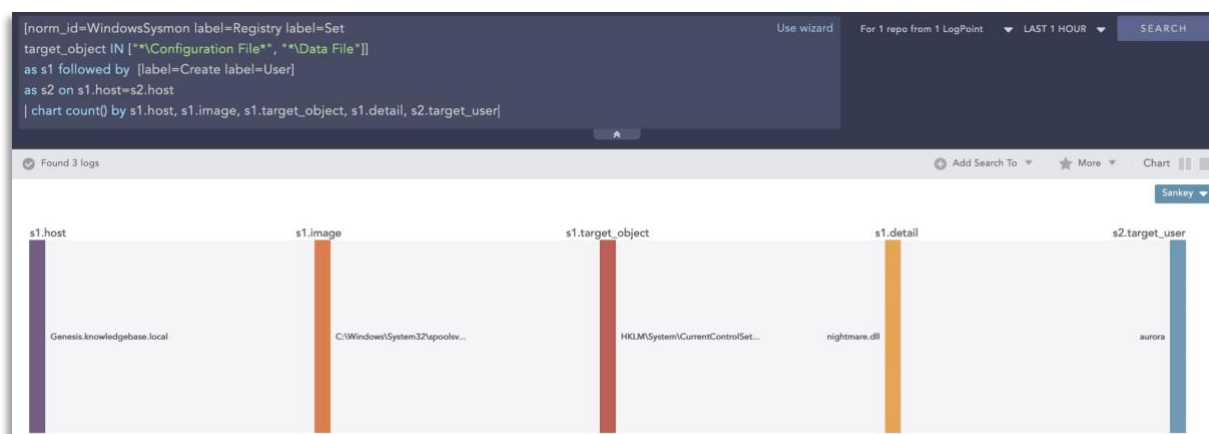 [norm_id=WindowsSysmon label=Registry label=Set
Use wizard
For 1 repo from 1 LogPoint
LAST 1 HOUR
SEARCH
target_object IN ["*\Configuration File*", "*\Data File"]]
as s1 followed by [label=Create label=User]
as s2 on s1.host=s2.host
| chart count() by s1.host, s1.image, s1.target_object, s1.detail, s2.target_user
Found 3 logs
Add Search To
More
Chart
Sankey
s1.host s1.image s1.target_object s1.detail s2.target_user
Genesis.knowledgebase.local C:\Windows\System32\spoolsv... HKLM\System\CurrentControlSet... nightmare.dll aurora